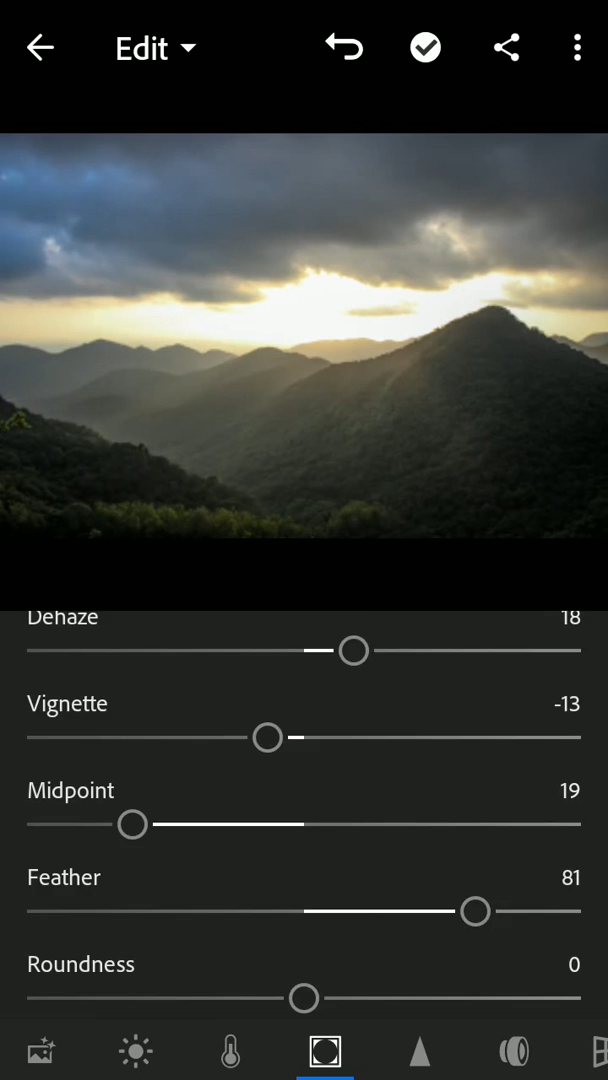 Edit
Dehaze 18
Vignette -13
Midpoint 19
Feather 81
Roundness 0